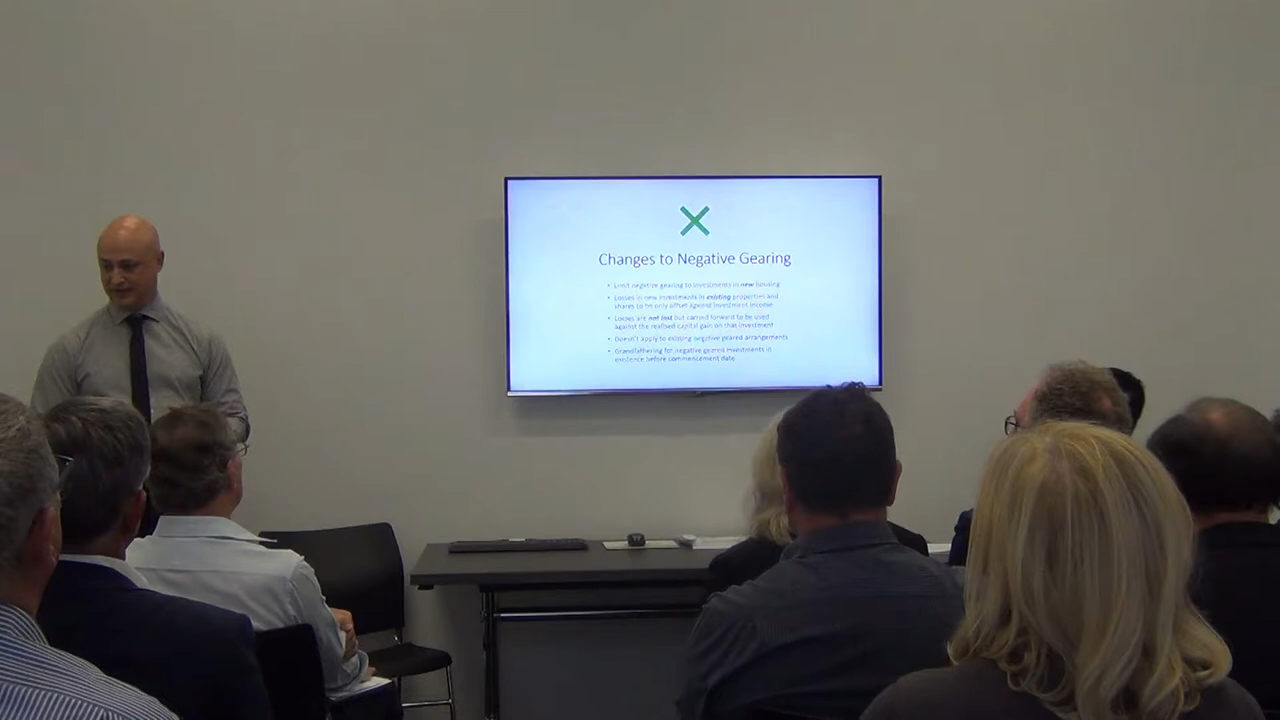 Changes to Negative Gearing
• Limit negative gearing to investments in new housing
• Losses in new investments in existing properties and
shares to be only offset against investment income
• Losses are not lost but carried forward to be used
against the realised capital gain on that investment
• Doesn't apply to existing negative geared arrangements
• Grandfathering for negative geared investments in
existence before commencement date